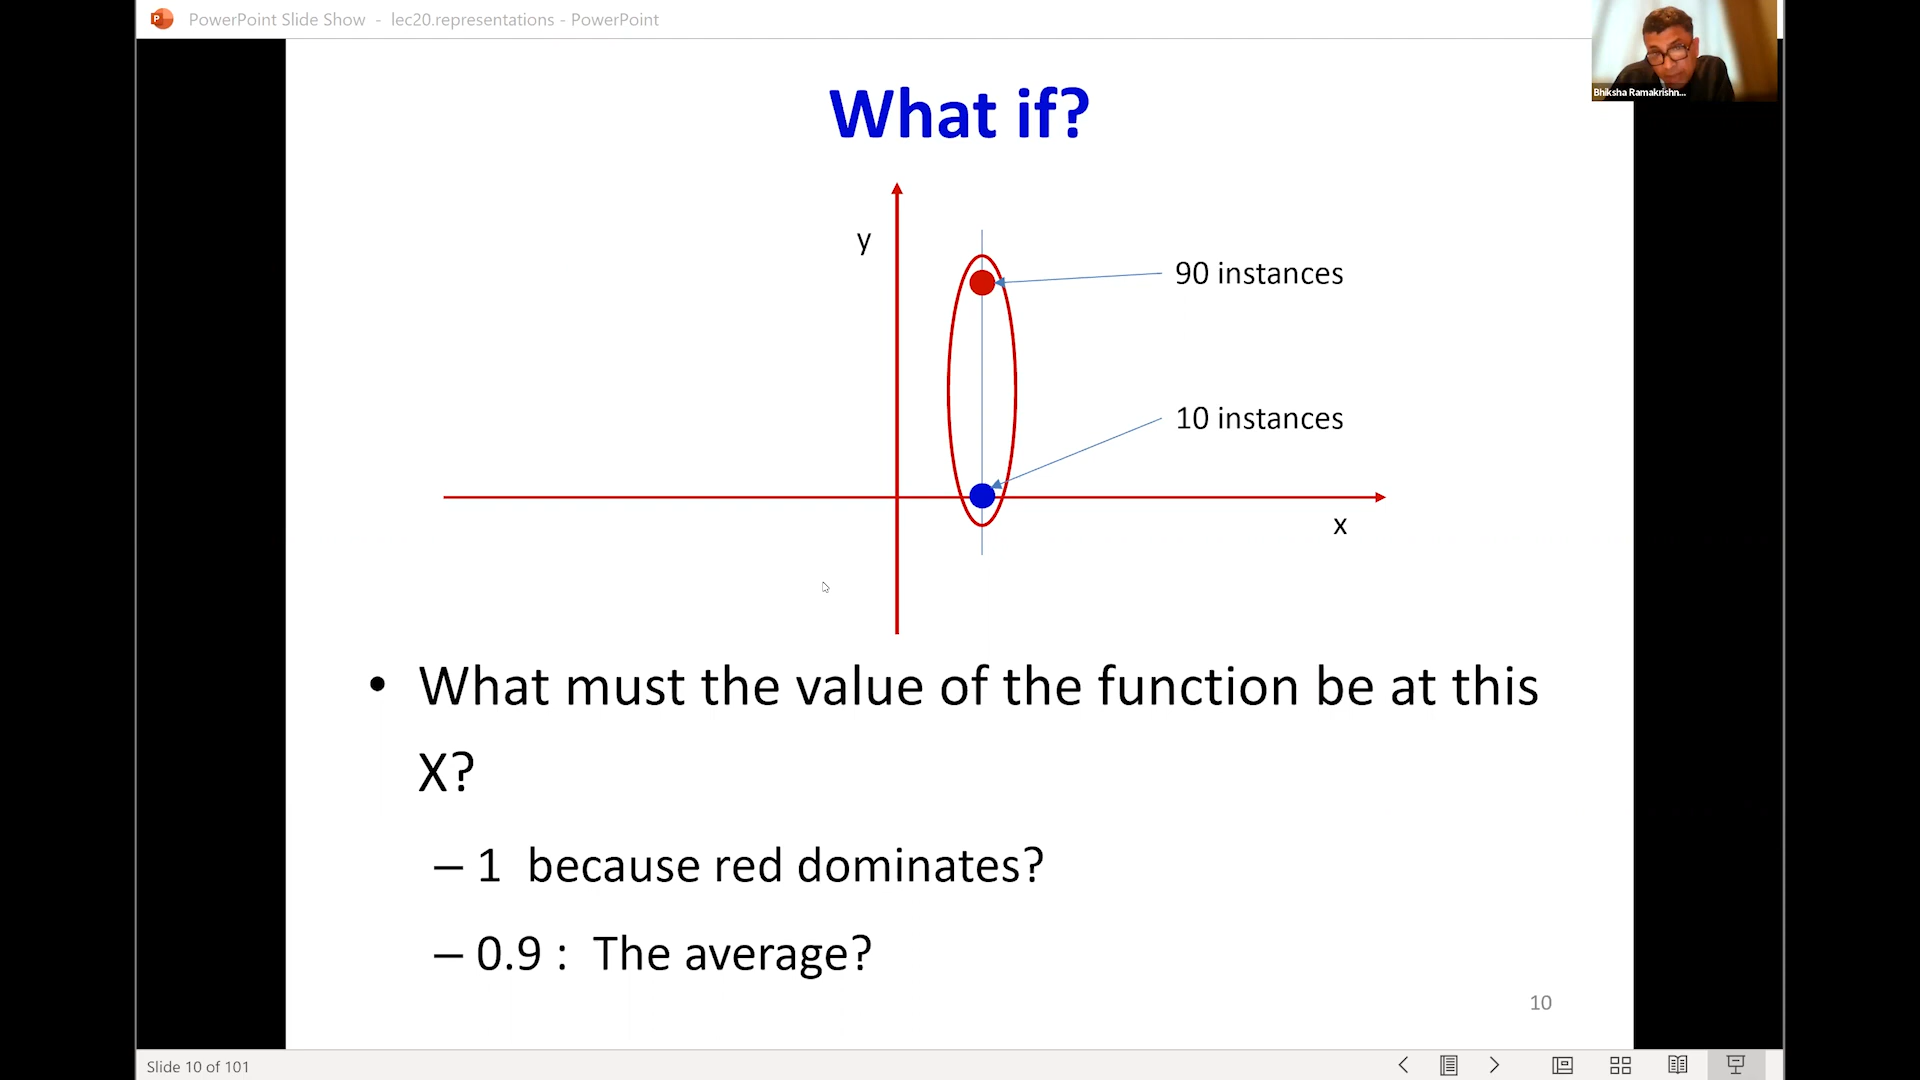 PowerPoint Slide Show - lec20.representations - PowerPoint
Bhiksha Ramakrishn...
What if?
y
90 instances
10 instances
x
• What must the value of the function be at this
X?
– 1 because red dominates?
– 0.9 : The average?
10
Slide 10 of 101